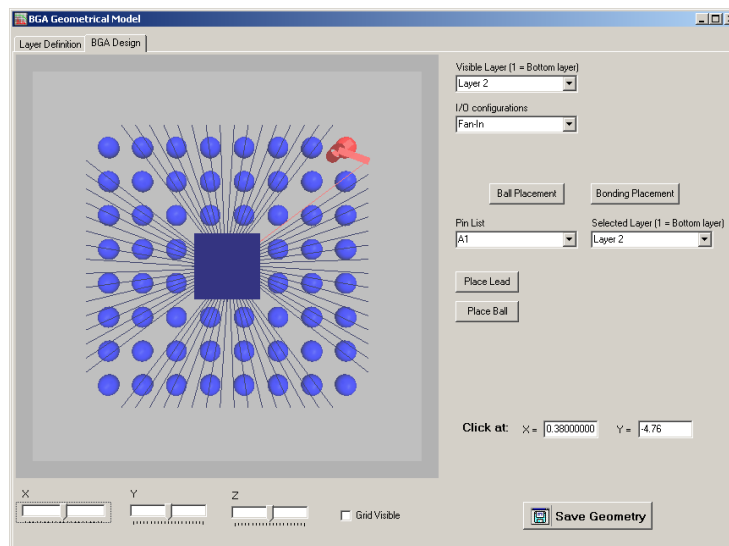 BGA Geometrical Model
Layer Definition BGA Design
Visible Layer (1 = Bottom layer)
Layer 2
I/O configurations
Fan-In
Ball Placement Bonding Placement
Pin List Selected Layer (1 = Bottom layer)
A1 Layer 2
Place Lead
Place Ball
Click at: X = 0.38000000 Y = -4.76
X Y Z
Grid Visible
Save Geometry